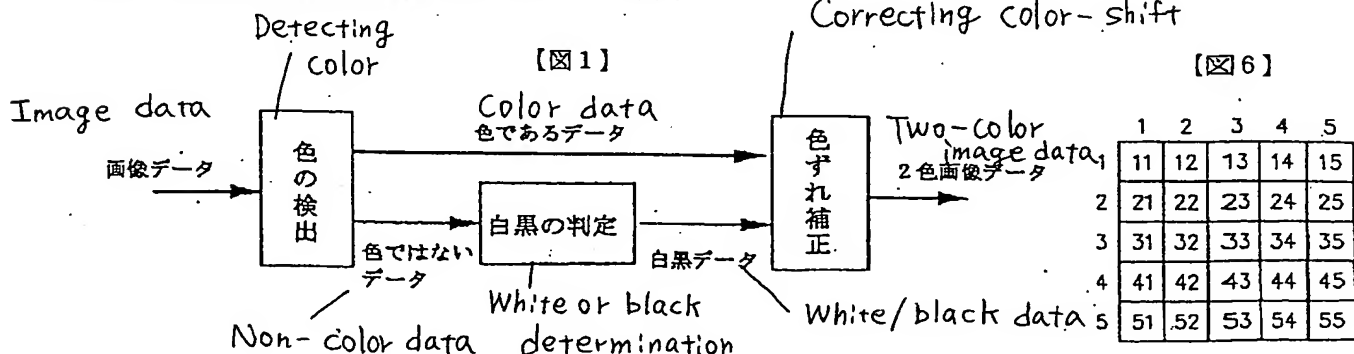 Detecting
color
【図1】
Correcting color-shift
【図6】
Image data
画像データ
色の検出
Color data
色であるデータ
色ではない
データ
Non-color data
白黒の判定
White or black
determination
白黒データ
White/black data
色ずれ補正
Two-color
image data
2色画像データ
1 2 3 4 5
1 11 12 13 14 15
2 21 22 23 24 25
3 31 32 33 34 35
4 41 42 43 44 45
5 51 52 53 54 55